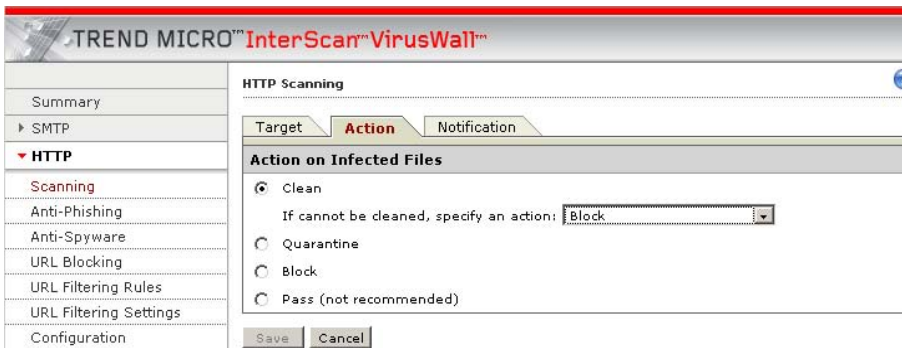 TREND MICRO™ InterScan™ VirusWall™
Summary
SMTP
HTTP
Scanning
Anti-Phishing
Anti-Spyware
URL Blocking
URL Filtering Rules
URL Filtering Settings
Configuration
HTTP Scanning
Target Action Notification
Action on Infected Files
Clean
If cannot be cleaned, specify an action: Block
Quarantine
Block
Pass (not recommended)
Save Cancel